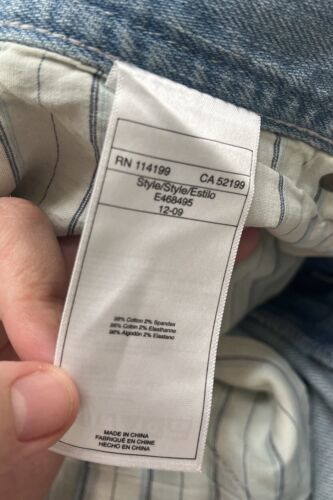 RN 114199 CA 52199
Style/Style/Estilo
E468495
12-09
98% Cotton 2% Spandex
98% Coton 2% Elasthanne
98% Algodón 2% Elastano
MADE IN CHINA
FABRIQUÉ EN CHINE
HECHO EN CHINA